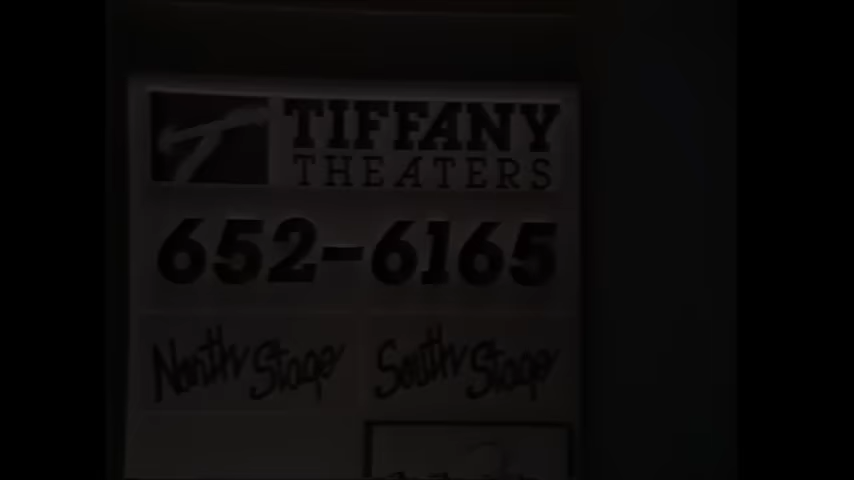 TIFFANY
THEATERS
652-6165
North Stage South Stage